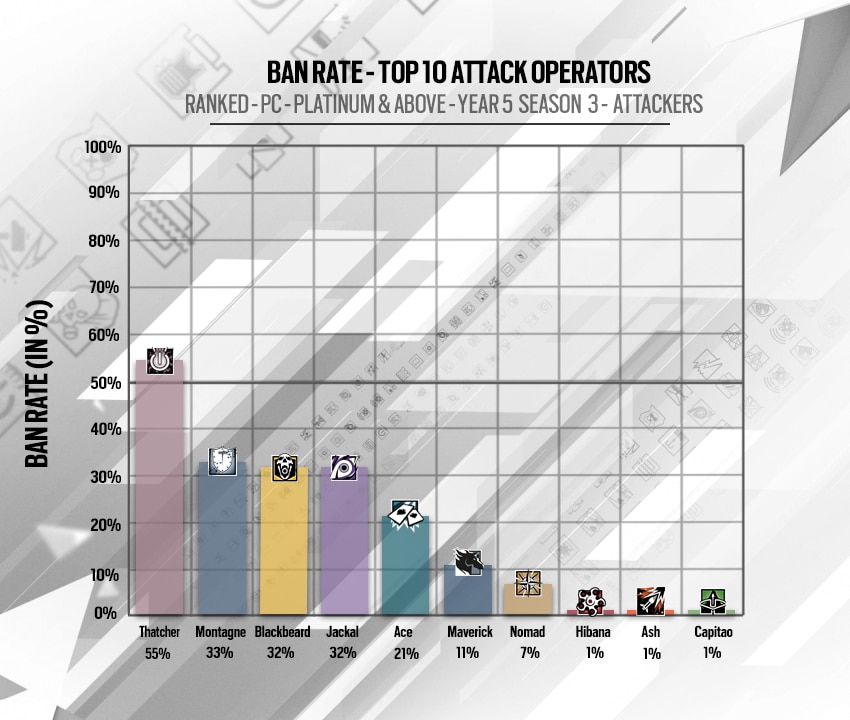 BAN RATE - TOP 10 ATTACK OPERATORS
RANKED - PC - PLATINUM & ABOVE - YEAR 5 SEASON 3 - ATTACKERS
BAN RATE (IN %)
100%
90%
80%
70%
60%
50%
40%
30%
20%
10%
0%
Thatcher Montagne Blackbeard Jackal Ace Maverick Nomad Hibana Ash Capitao
55% 33% 32% 32% 21% 11% 7% 1% 1% 1%